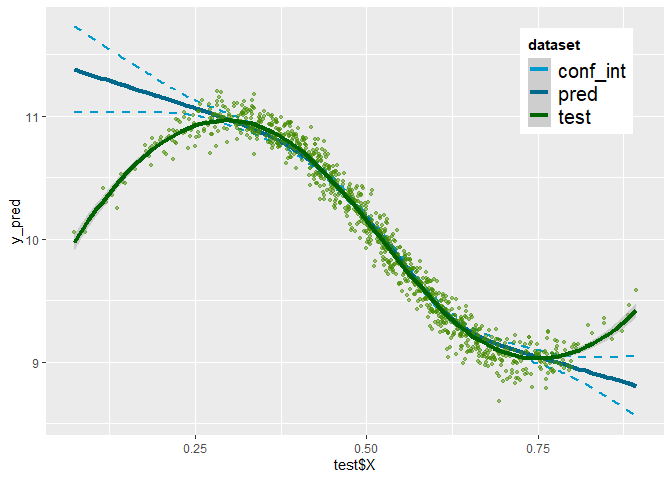 dataset
conf_int
pred
test
11
10
9
y_pred
0.25
0.50
0.75
test$X